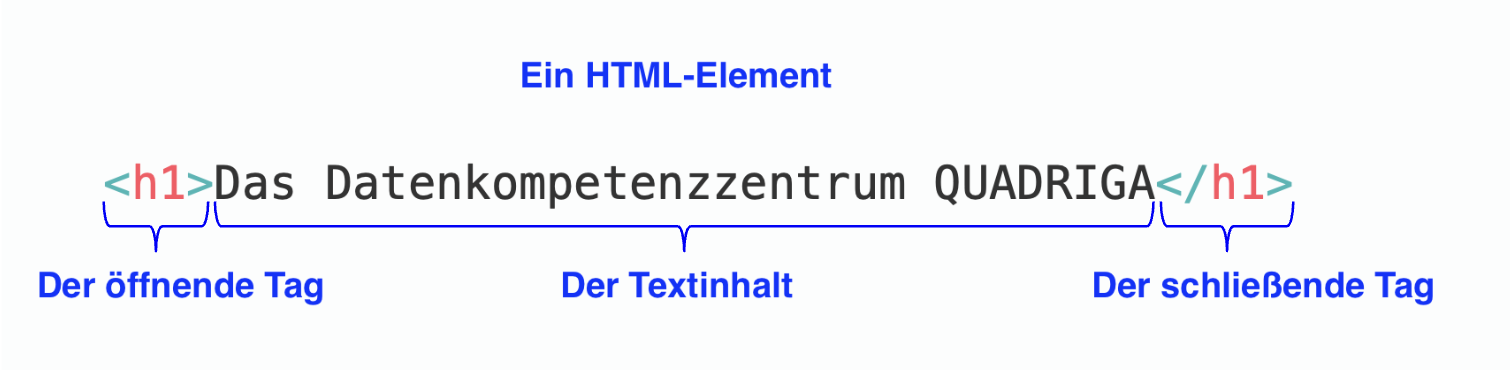 Ein HTML-Element
<h1>Das Datenkompetenzzentrum QUADRIGA</h1>
Der öffnende Tag Der Textinhalt Der schließende Tag